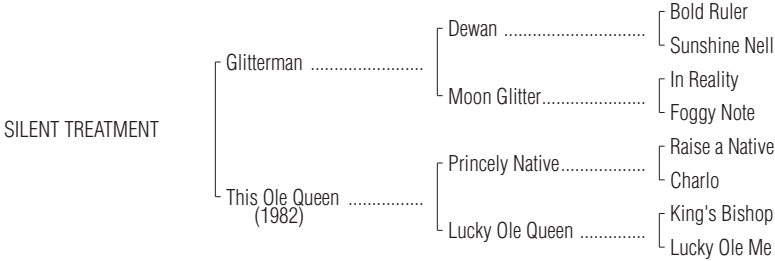 Bold Ruler
Dewan ..............................
Sunshine Nell
Glitterman ........................
In Reality
Moon Glitter......................
Foggy Note
SILENT TREATMENT
Raise a Native
Princely Native..................
Charlo
This Ole Queen ................
(1982)
King's Bishop
Lucky Ole Queen ..............
Lucky Ole Me